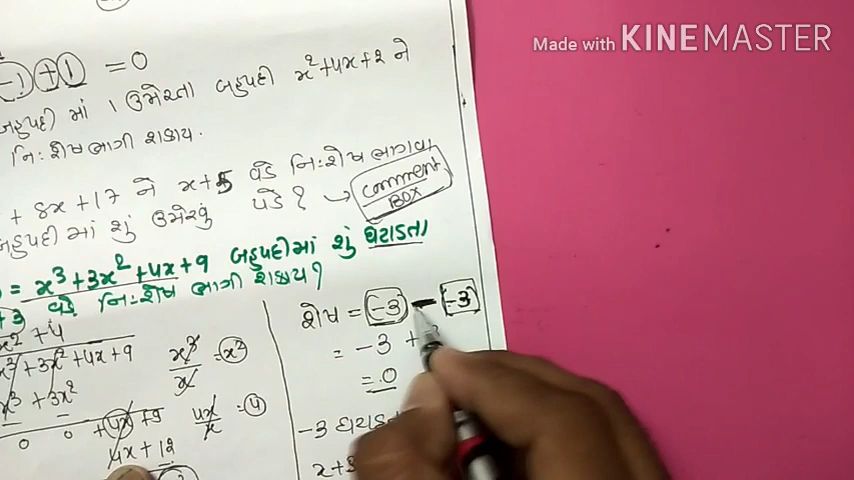 Made with KINEMASTER
-1 + 1 = 0
બહુપદી માં 1 ઉમેરતા બહુપદી x²+4x+2 ને
નિઃશેષ ભાગી શકાય.
+ 8x + 17 ને x+5 વડે નિઃશેષ ભાગવા
બહુપદીમાં શું ઉમેરવું પડે? → comment BOX
= x³+3x²+4x+9 બહુપદીમાં શું ઘટાડતા
+3 વડે નિઃશેષ ભાગી શકાય?
x² + 4
x³ + 3x² + 4x + 9
x³ + 3x²
0 0 + 4x + 9
4x + 12
x³/x = x²
4x/x = 4
શેષ = (-3) - (-3)
= -3 + 3
= 0
-3
x+3